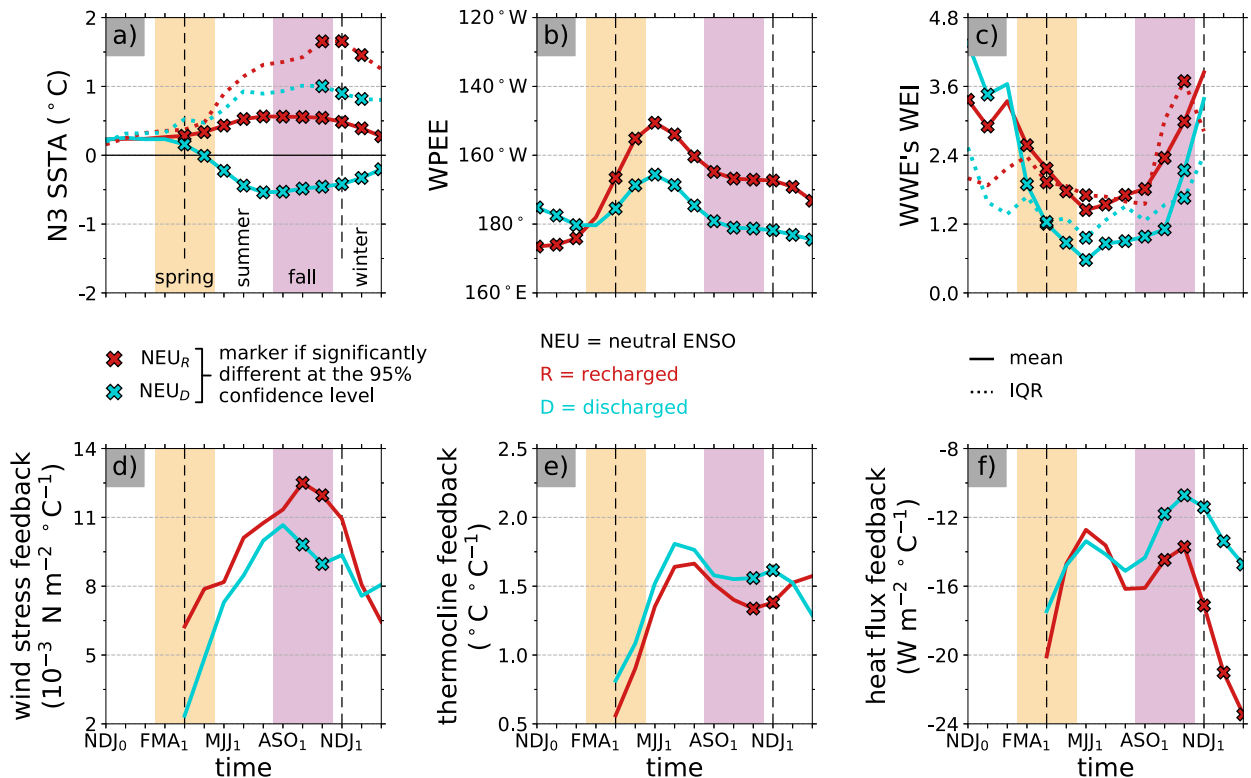 a)
N3 SSTA (°C)
2
1
0
-1
-2
spring
summer
fall
winter
b)
WPEE
120°W
140°W
160°W
180°
160°E
c)
WWE's WEI
4.8
3.6
2.4
1.2
0.0
NEU_R
NEU_D
marker if significantly
different at the 95%
confidence level
NEU = neutral ENSO
R = recharged
D = discharged
mean
IQR
d)
wind stress feedback
(10⁻³ N m⁻² °C⁻¹)
14
11
8
5
2
NDJ₀ FMA₁ MJJ₁ ASO₁ NDJ₁
time
e)
thermocline feedback
(°C °C⁻¹)
2.5
2.0
1.5
1.0
0.5
NDJ₀ FMA₁ MJJ₁ ASO₁ NDJ₁
time
f)
heat flux feedback
(W m⁻² °C⁻¹)
-8
-12
-16
-20
-24
NDJ₀ FMA₁ MJJ₁ ASO₁ NDJ₁
time